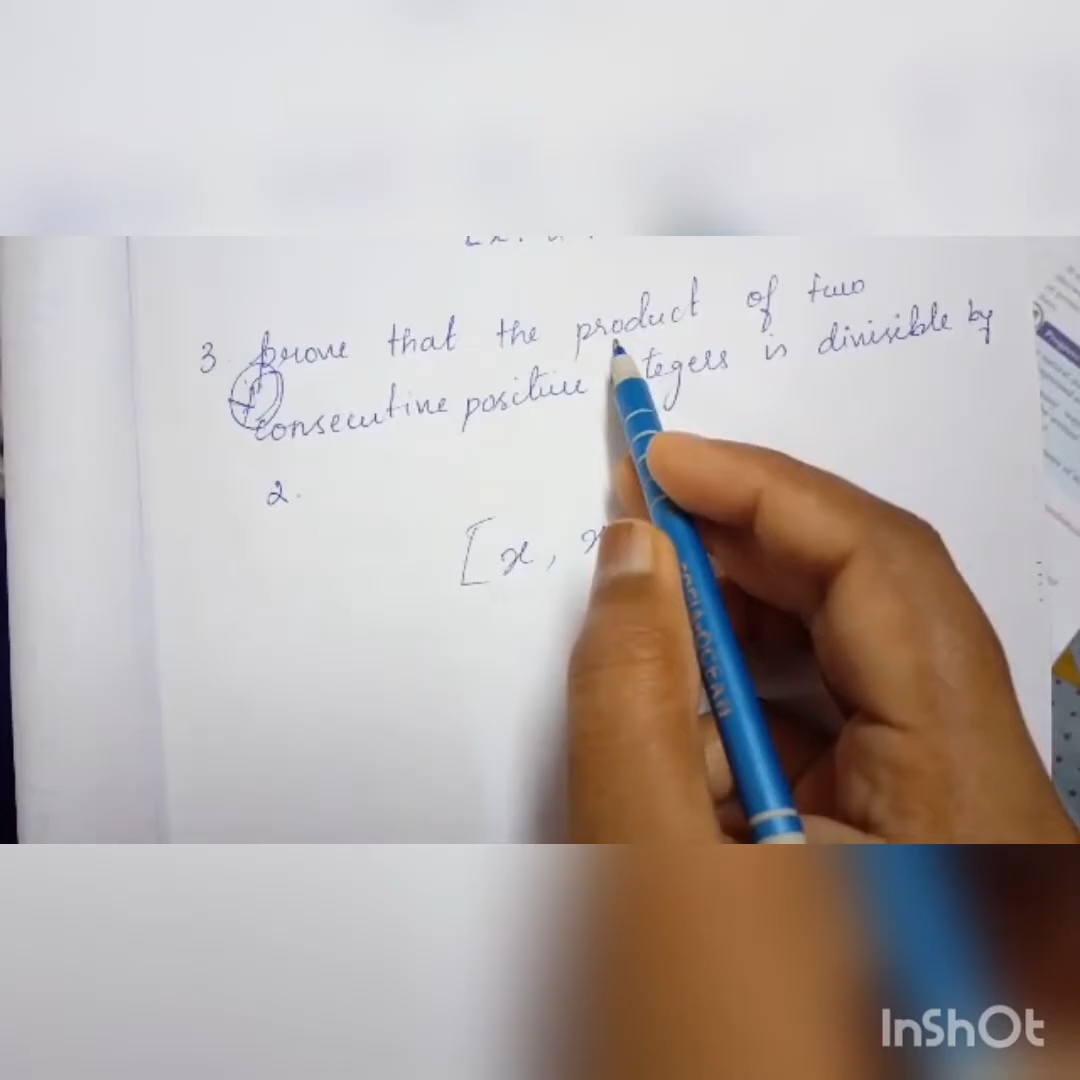 3. prove that the product of two
consecutive positive tegers is divisible by
2.
[x, x
InShOt